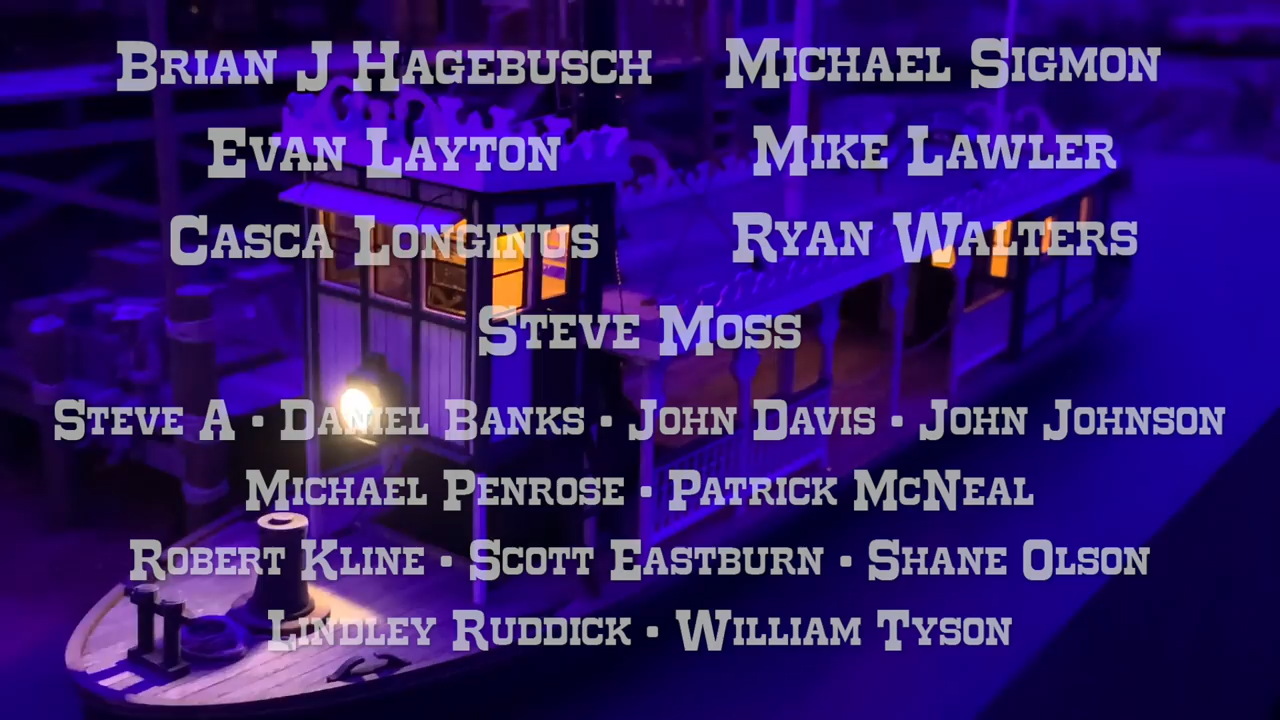 Brian J Hagebusch Michael Sigmon
Evan Layton Mike Lawler
Casca Longinus Ryan Walters
Steve Moss
Steve A • Daniel Banks • John Davis • John Johnson
Michael Penrose • Patrick McNeal
Robert Kline • Scott Eastburn • Shane Olson
Lindley Ruddick • William Tyson